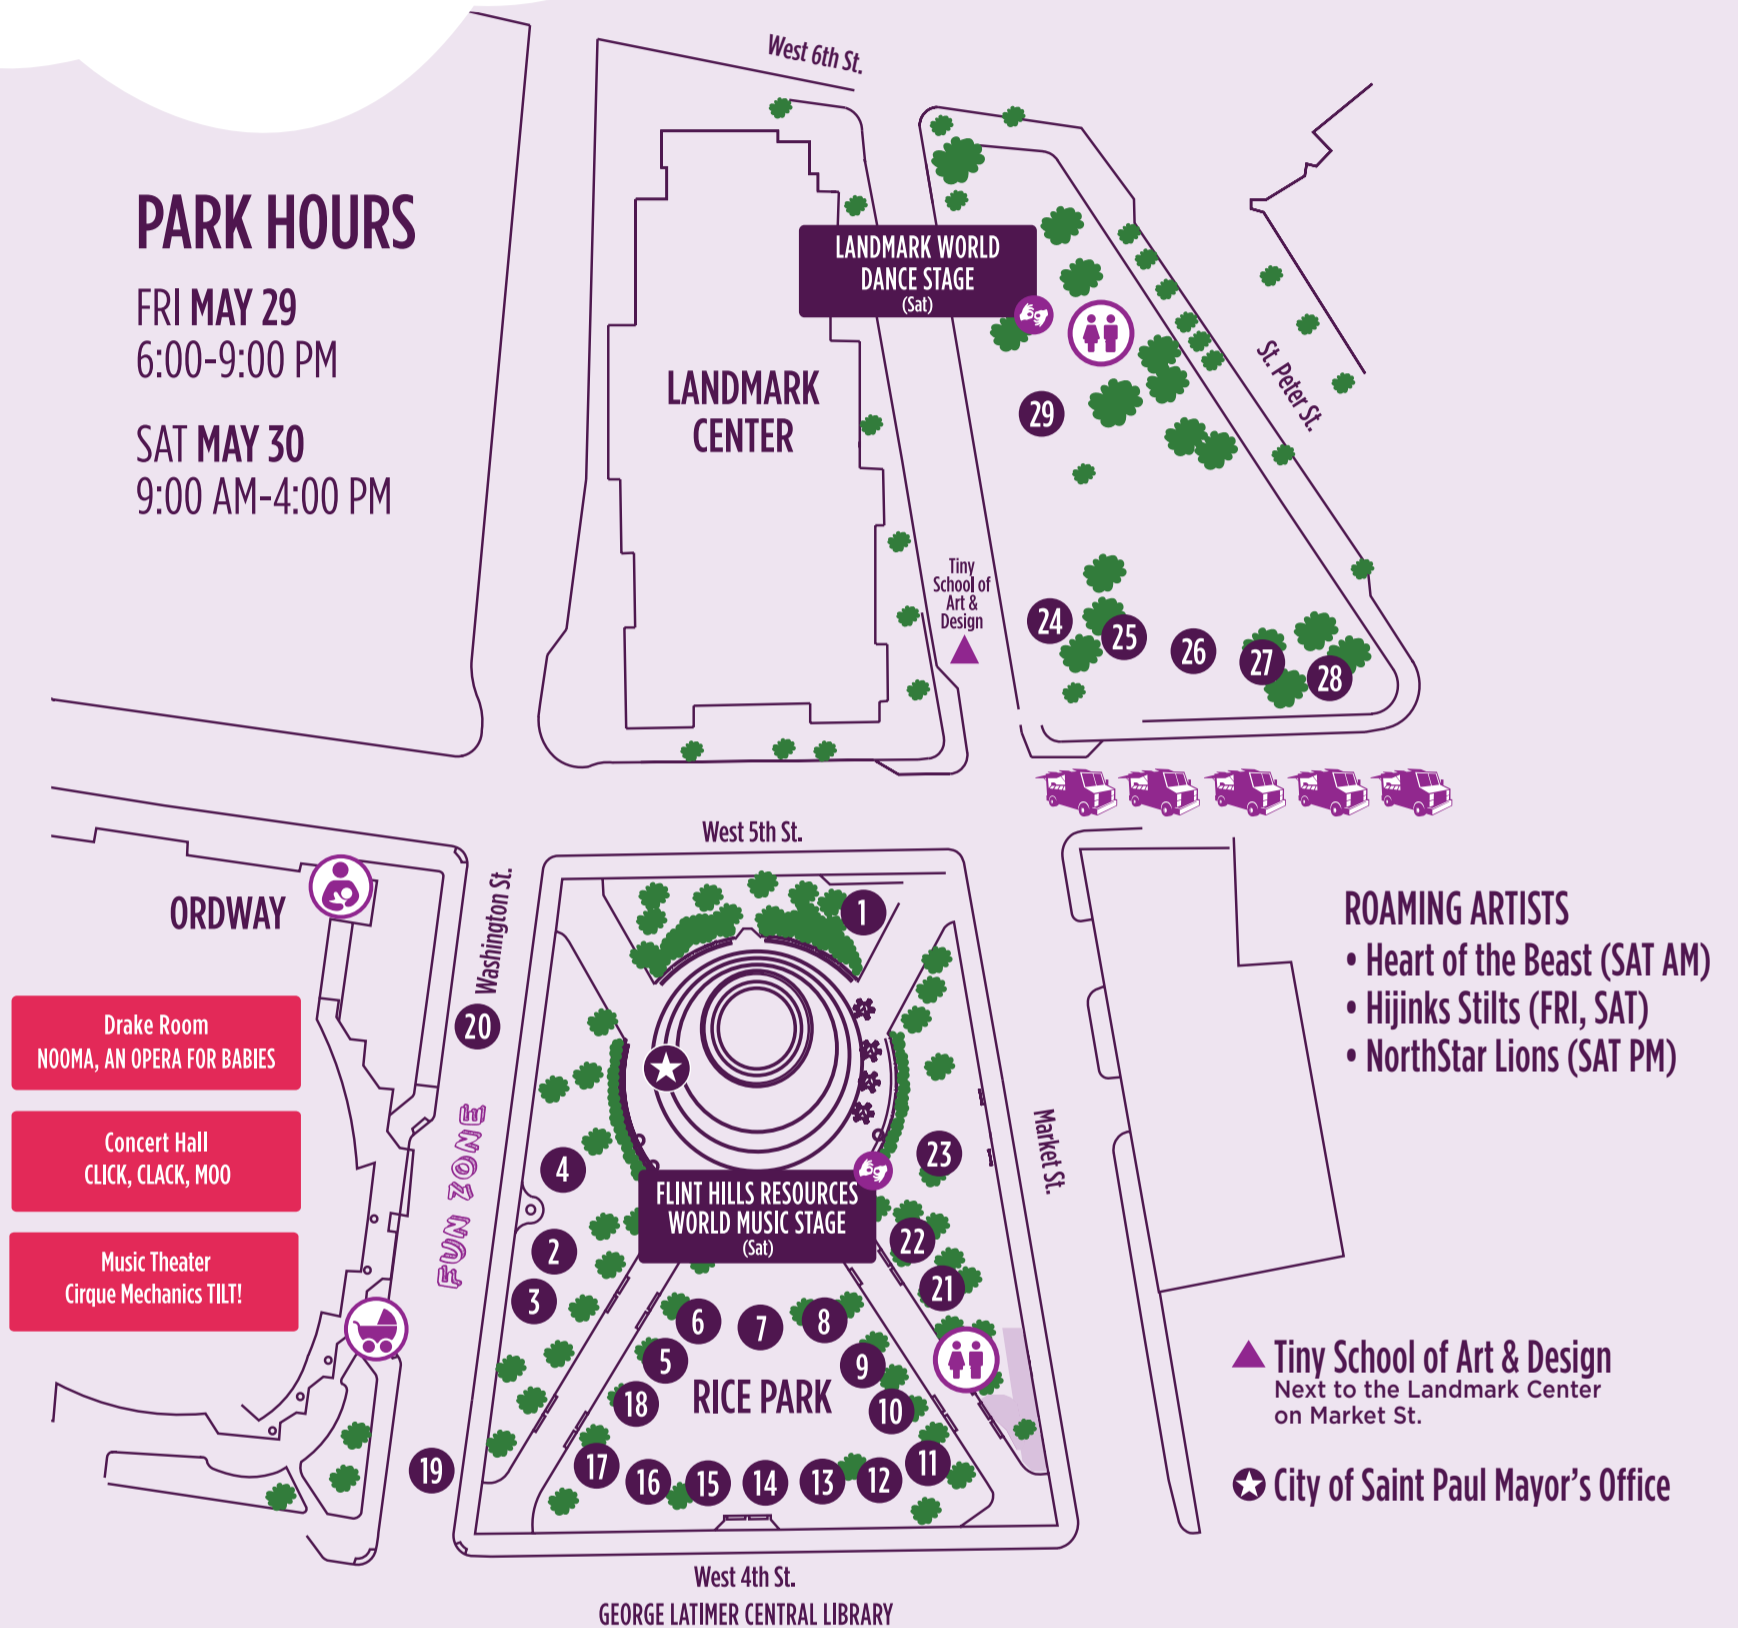 West 6th St.
PARK HOURS
FRI MAY 29
6:00-9:00 PM
SAT MAY 30
9:00 AM-4:00 PM
LANDMARK WORLD
DANCE STAGE
(Sat)
LANDMARK
CENTER
St. Peter St.
29
Tiny
School of
Art &
Design
24
25
26
27
28
West 5th St.
ORDWAY
Washington St.
1
ROAMING ARTISTS
• Heart of the Beast (SAT AM)
• Hijinks Stilts (FRI, SAT)
• NorthStar Lions (SAT PM)
Drake Room
NOOMA, AN OPERA FOR BABIES
20
Concert Hall
CLICK, CLACK, MOO
FUN ZONE
Market St.
4
23
FLINT HILLS RESOURCES
WORLD MUSIC STAGE
(Sat)
Music Theater
Cirque Mechanics TILT!
2
22
3
21
6
7
8
5
9
18
RICE PARK
10
Tiny School of Art & Design
Next to the Landmark Center
on Market St.
19
17
16
15
14
13
12
11
City of Saint Paul Mayor's Office
West 4th St.
GEORGE LATIMER CENTRAL LIBRARY